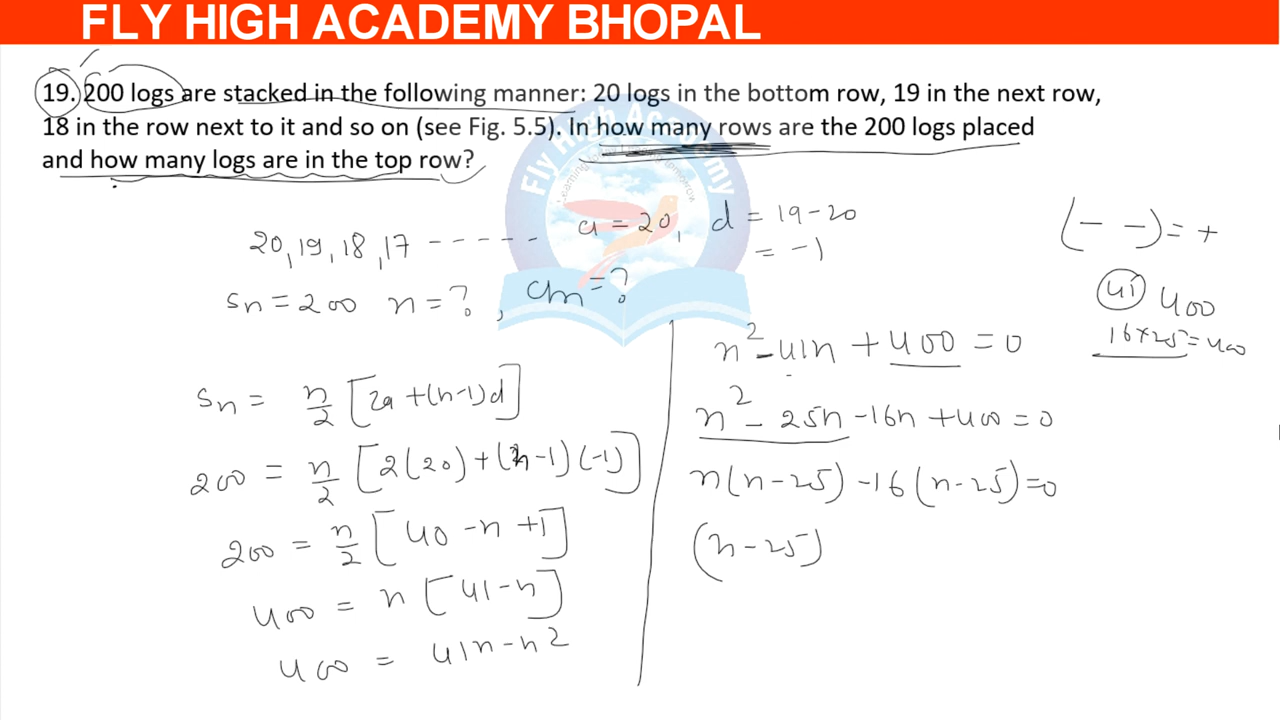 FLY HIGH ACADEMY BHOPAL
19. 200 logs are stacked in the following manner: 20 logs in the bottom row, 19 in the next row,
18 in the row next to it and so on (see Fig. 5.5). In how many rows are the 200 logs placed
and how many logs are in the top row?
Fly High Academy
20, 19, 18, 17 ------ a = 20, d = 19-20
= -1
Sn = 200 n = ?, an = ?
Sn = n/2 [2a + (n-1)d]
200 = n/2 [2(20) + (n-1)(-1)]
200 = n/2 [40 - n + 1]
400 = n [41-n]
400 = 41n - n²
n² - 41n + 400 = 0
n² - 25n - 16n + 400 = 0
n(n-25) - 16(n-25) = 0
(n-25)
(- -) = +
41 400
16×25 = 400